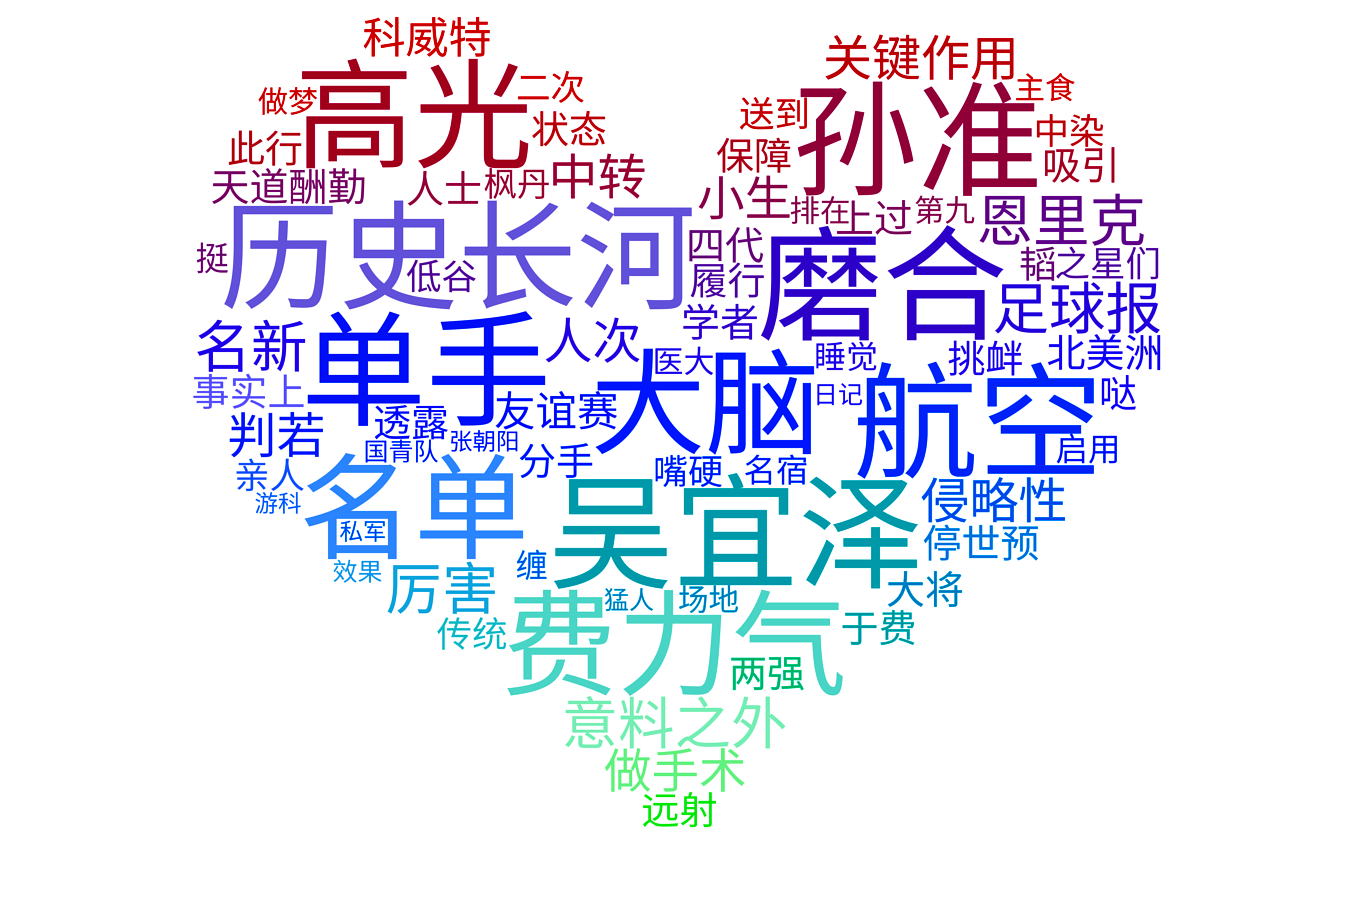 科威特
关键作用
高光
二次
做梦
孙准
主食
送到
状态
中染
此行
保障
吸引
天道酬勤
人士
枫丹
中转
小生
排在
上过
第九
恩里克
历史长河
挺
低谷
四代
履行
磨合
韬之星们
足球报
学者
名新
单手
人次
医大
睡觉
挑衅
北美洲
事实上
大脑
日记
航空
哒
判若
透露
友谊赛
国青队
张朝阳
分手
启用
亲人
嘴硬
名宿
游科
名单
私军
吴宜泽
侵略性
停世预
效果
厉害
缠
猛人
场地
大将
传统
费力气
于费
两强
意料之外
做手术
远射